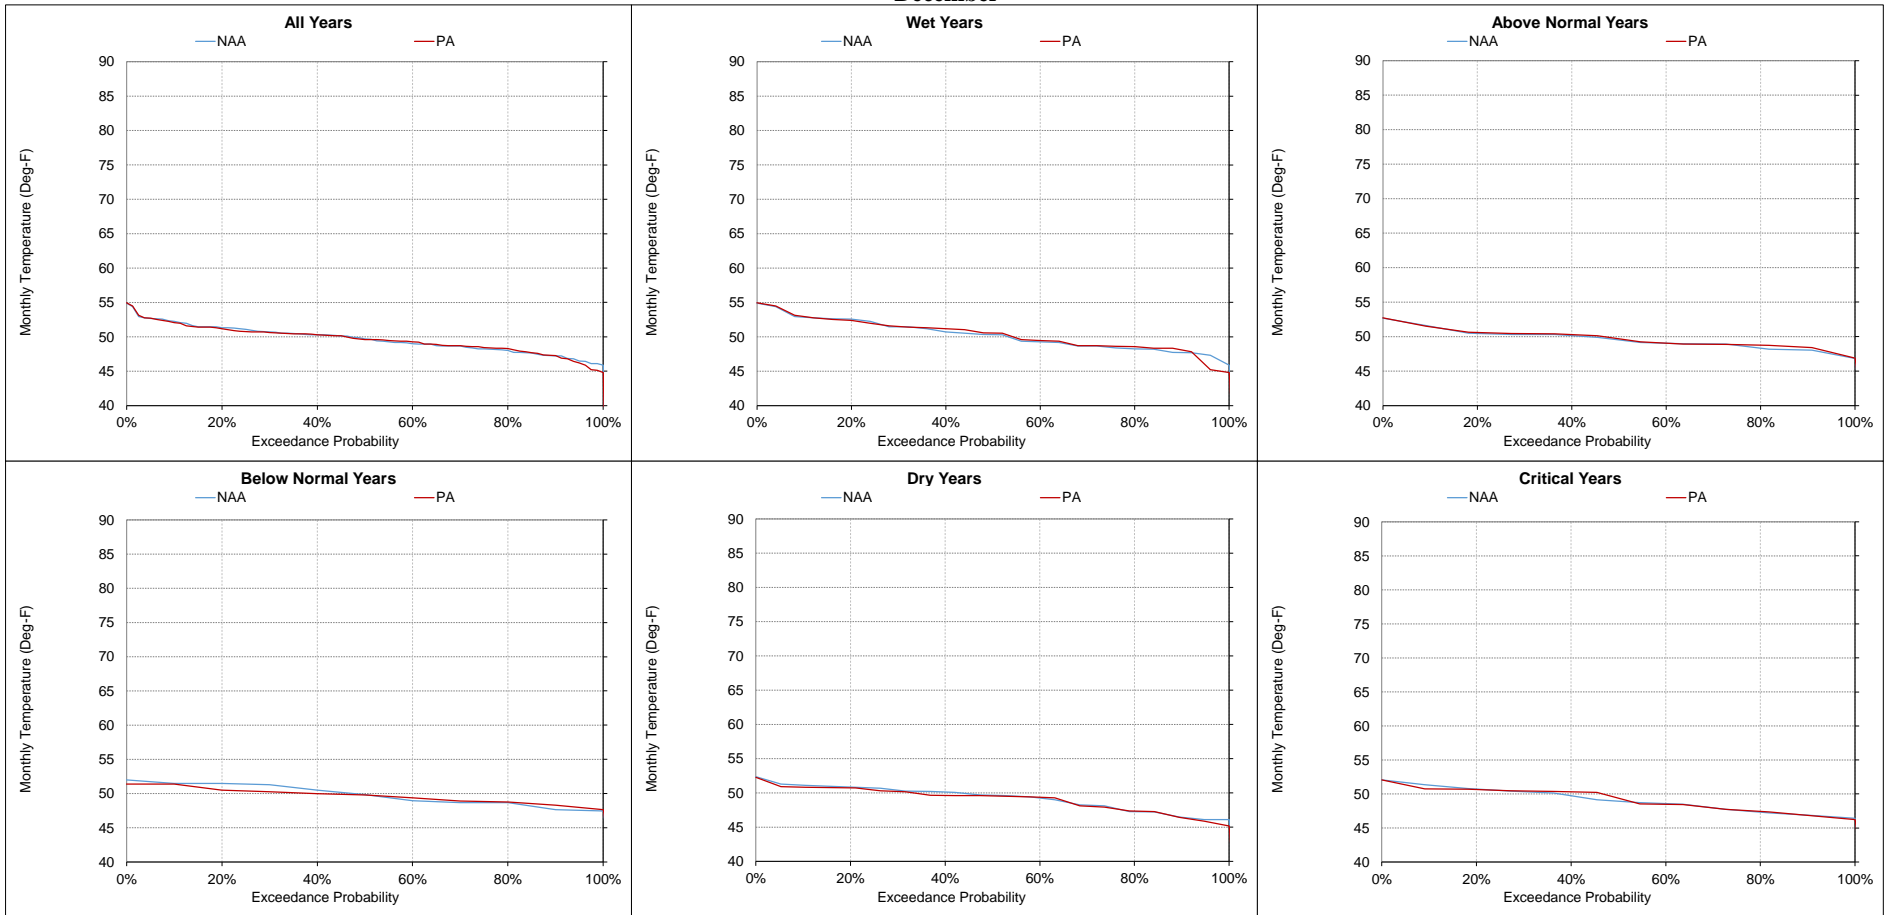 December
All Years
NAA PA
Monthly Temperature (Deg-F)
90
85
80
75
70
65
60
55
50
45
40
0% 20% 40% 60% 80% 100%
Exceedance Probability
Wet Years
NAA PA
Monthly Temperature (Deg-F)
90
85
80
75
70
65
60
55
50
45
40
0% 20% 40% 60% 80% 100%
Exceedance Probability
Above Normal Years
NAA PA
Monthly Temperature (Deg-F)
90
85
80
75
70
65
60
55
50
45
40
0% 20% 40% 60% 80% 100%
Exceedance Probability
Below Normal Years
NAA PA
Monthly Temperature (Deg-F)
90
85
80
75
70
65
60
55
50
45
40
0% 20% 40% 60% 80% 100%
Exceedance Probability
Dry Years
NAA PA
Monthly Temperature (Deg-F)
90
85
80
75
70
65
60
55
50
45
40
0% 20% 40% 60% 80% 100%
Exceedance Probability
Critical Years
NAA PA
Monthly Temperature (Deg-F)
90
85
80
75
70
65
60
55
50
45
40
0% 20% 40% 60% 80% 100%
Exceedance Probability